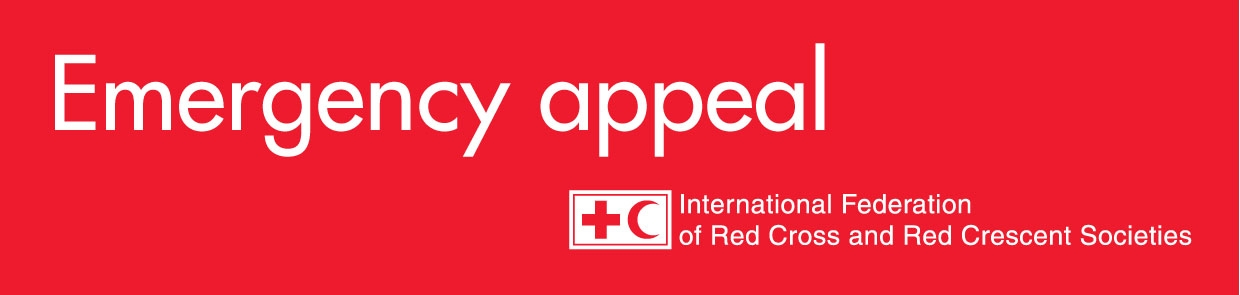 Emergency appeal
International Federation
of Red Cross and Red Crescent Societies